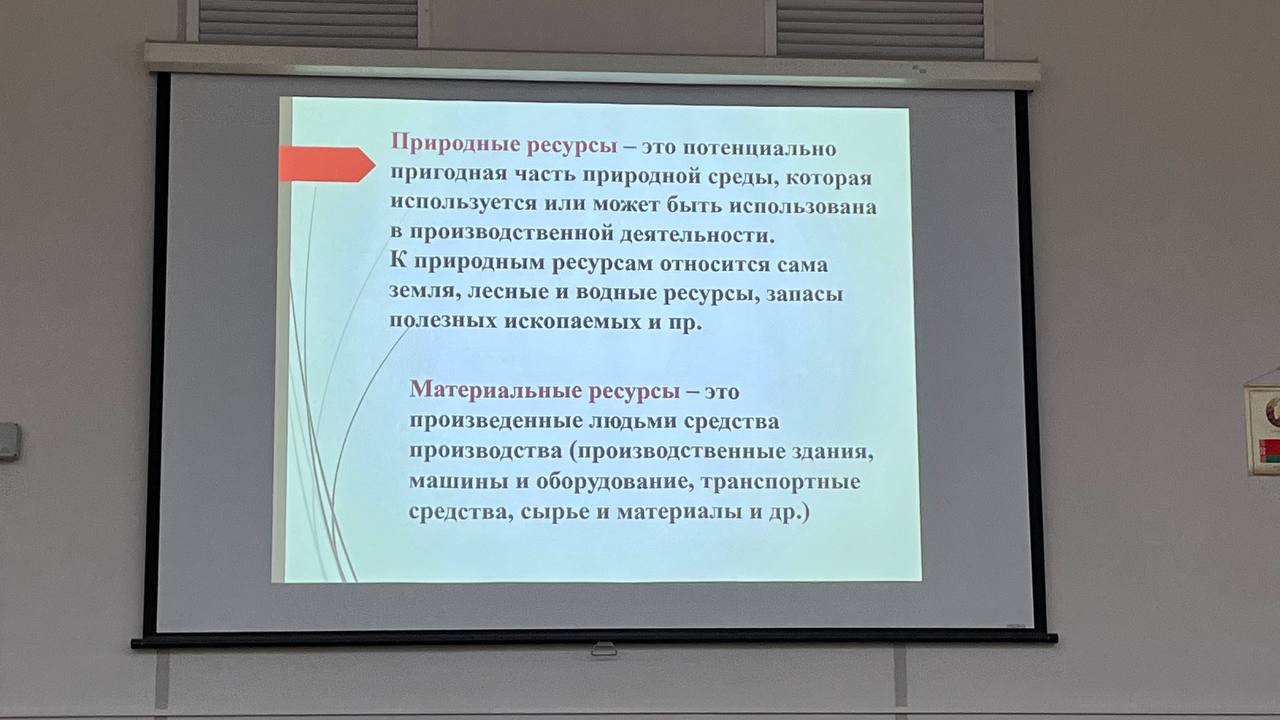 Природные ресурсы – это потенциально
пригодная часть природной среды, которая
используется или может быть использована
в производственной деятельности.
К природным ресурсам относится сама
земля, лесные и водные ресурсы, запасы
полезных ископаемых и пр.
Материальные ресурсы – это
произведенные людьми средства
производства (производственные здания,
машины и оборудование, транспортные
средства, сырье и материалы и др.)